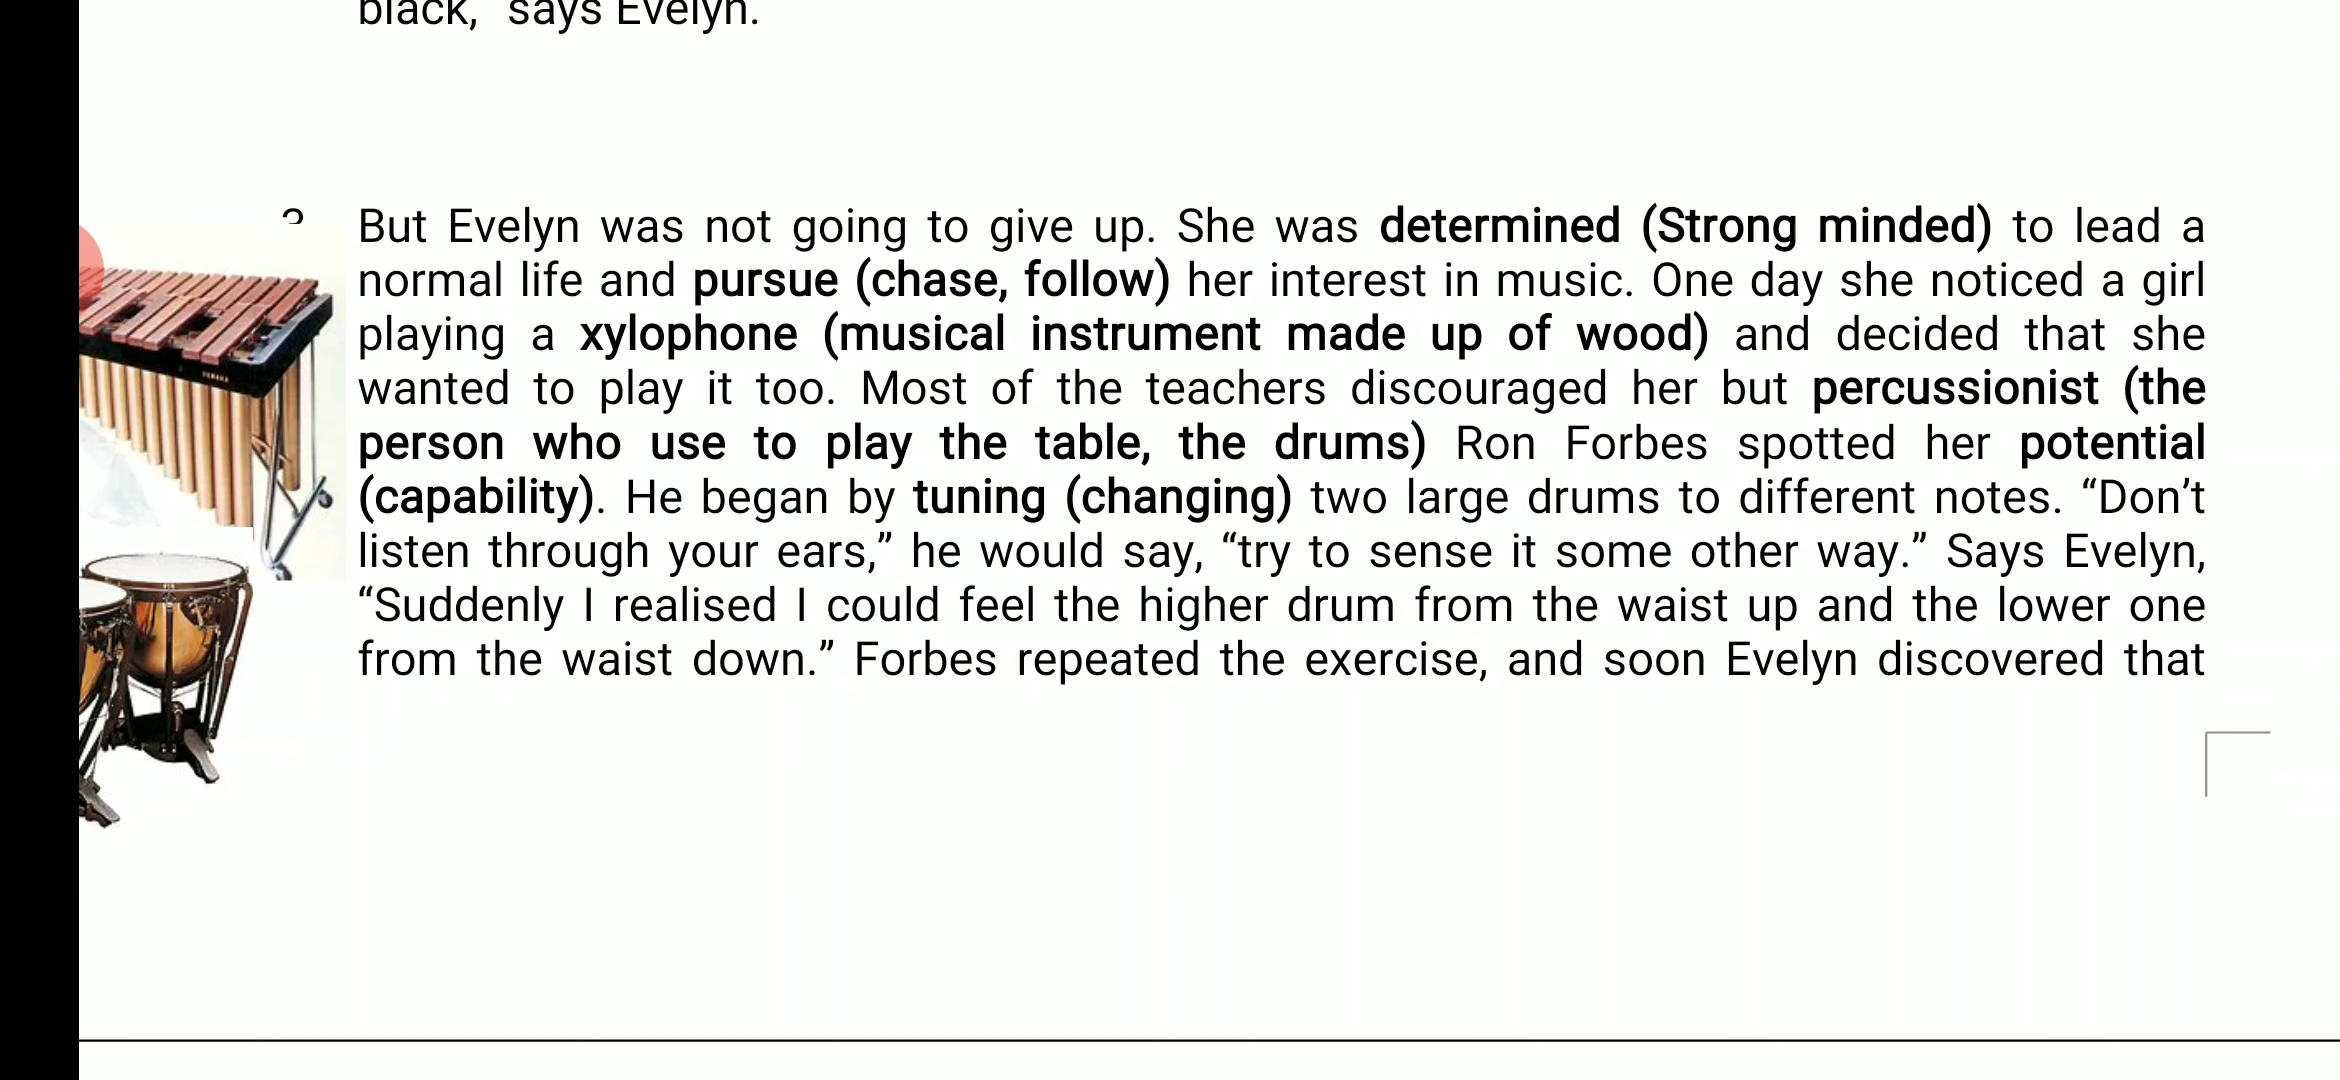 black," says Evelyn.
But Evelyn was not going to give up. She was determined (Strong minded) to lead a
normal life and pursue (chase, follow) her interest in music. One day she noticed a girl
playing a xylophone (musical instrument made up of wood) and decided that she
wanted to play it too. Most of the teachers discouraged her but percussionist (the
person who use to play the table, the drums) Ron Forbes spotted her potential
(capability). He began by tuning (changing) two large drums to different notes. “Don’t
listen through your ears,” he would say, “try to sense it some other way.” Says Evelyn,
“Suddenly I realised I could feel the higher drum from the waist up and the lower one
from the waist down.” Forbes repeated the exercise, and soon Evelyn discovered that